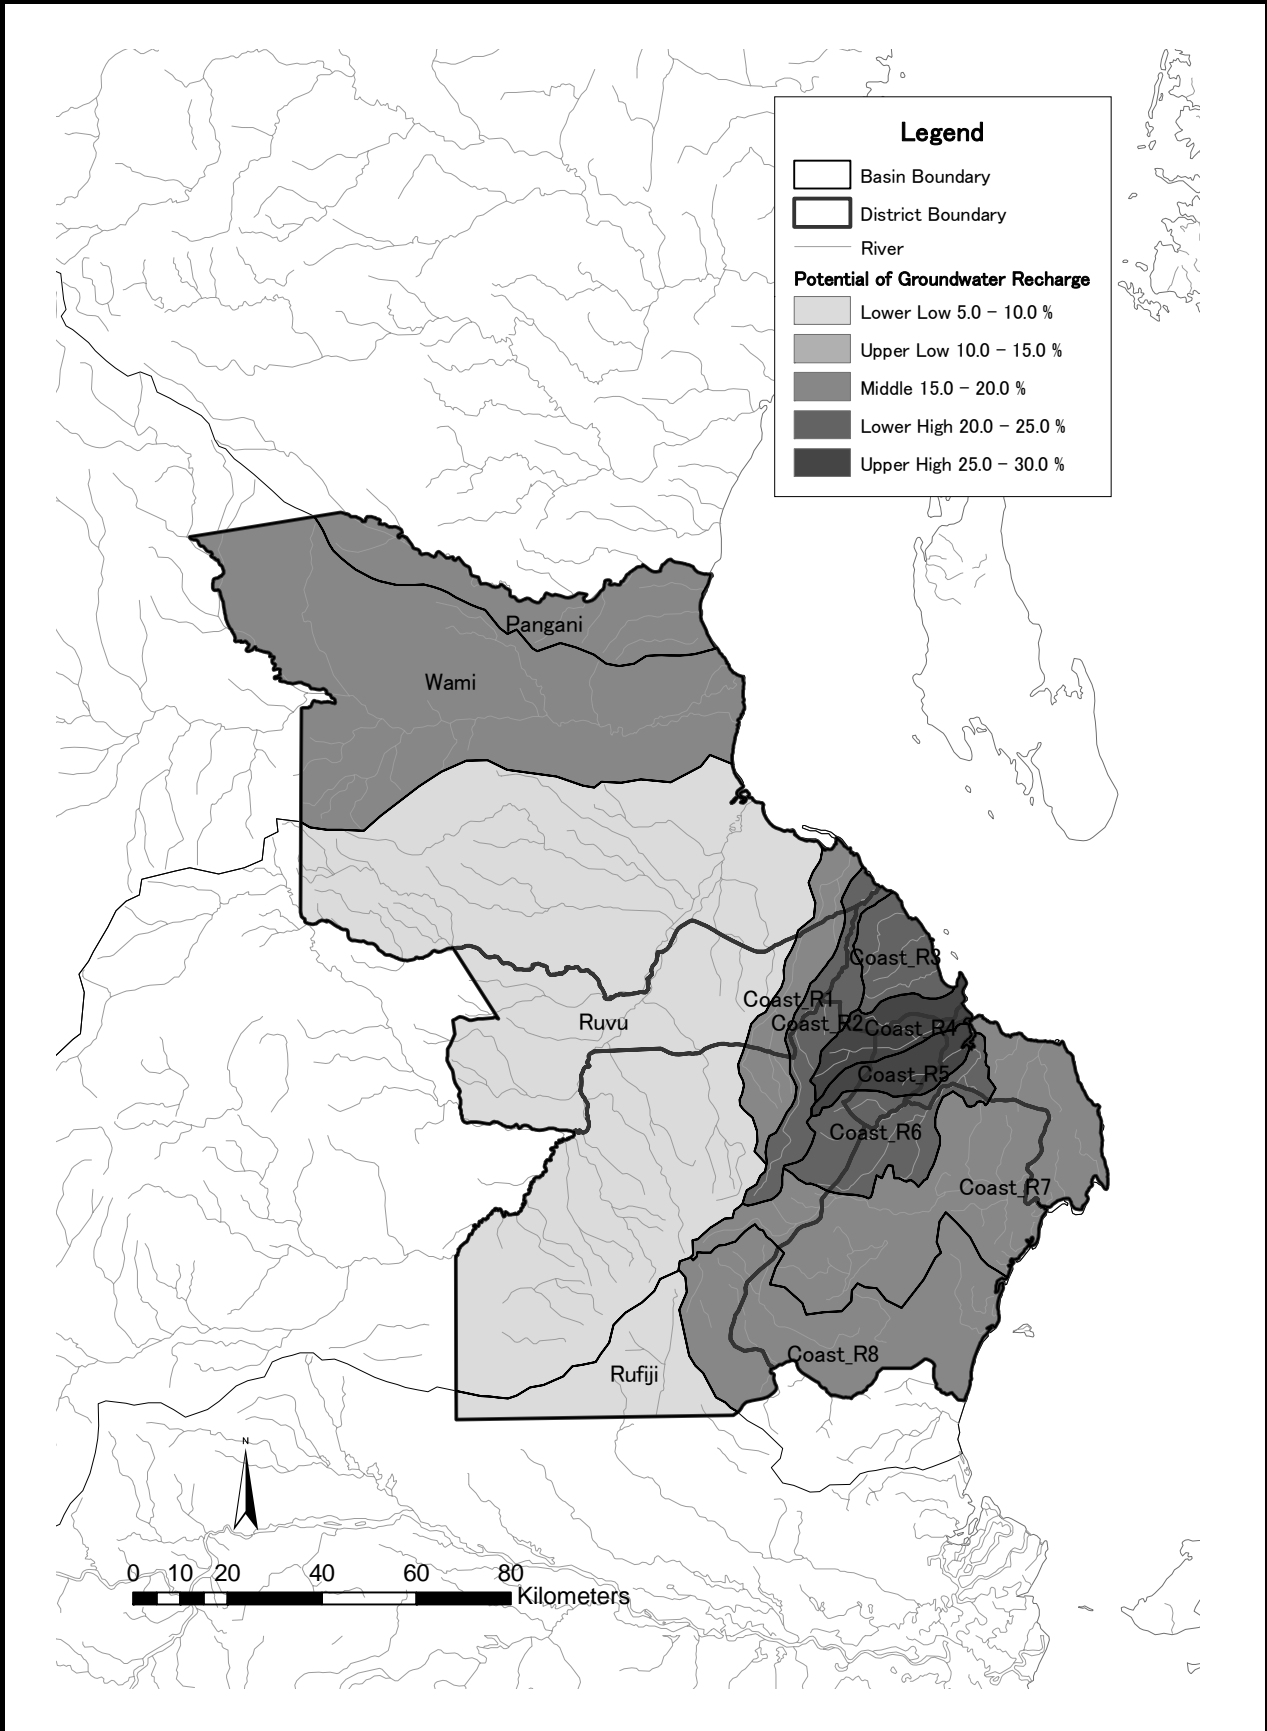 Legend
Basin Boundary
District Boundary
River
Potential of Groundwater Recharge
Lower Low 5.0 - 10.0 %
Upper Low 10.0 - 15.0 %
Middle 15.0 - 20.0 %
Lower High 20.0 - 25.0 %
Upper High 25.0 - 30.0 %
Pangani
Wami
Coast_R3
Coast_R1
Ruvu
Coast_R2
Coast_R4
Coast_R5
Coast_R6
Coast_R7
Coast_R8
Rufiji
N
0 10 20 40 60 80
Kilometers